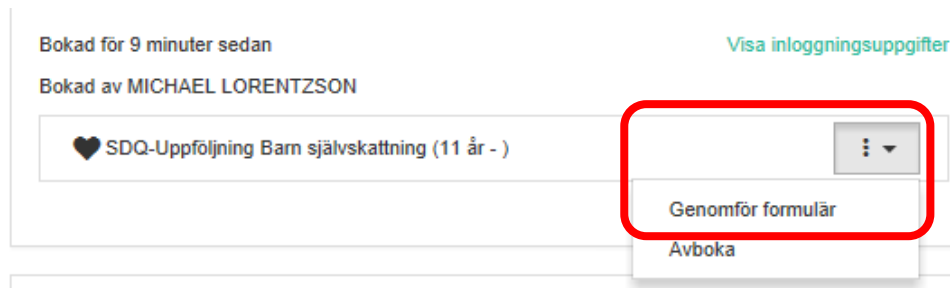 Bokad för 9 minuter sedan
Visa inloggningsuppgifter
Bokad av MICHAEL LORENTZSON
SDQ-Uppföljning Barn självskattning (11 år - )
Genomför formulär
Avboka